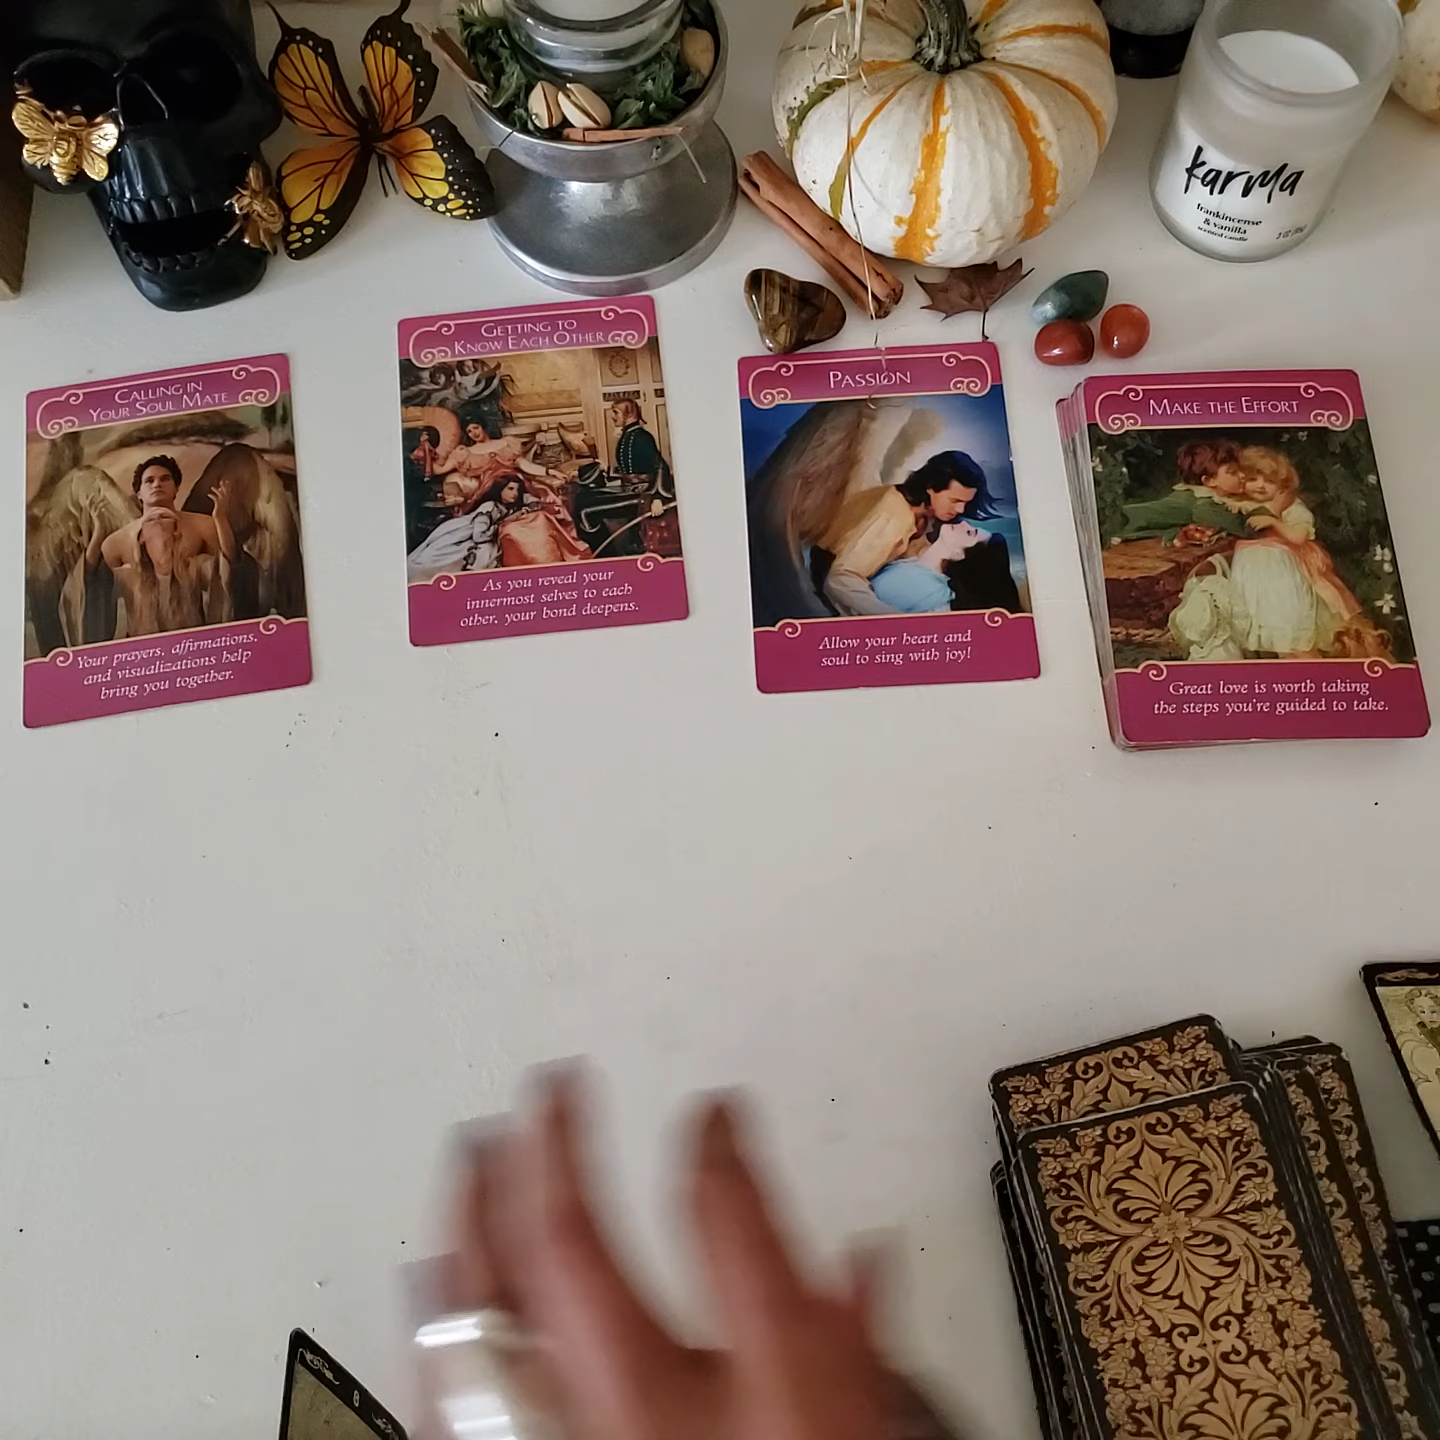 karma
frankincense
& vanilla
scented candle
CALLING IN
YOUR SOUL MATE
Your prayers, affirmations,
and visualizations help
bring you together.
GETTING TO
KNOW EACH OTHER
As you reveal your
innermost selves to each
other, your bond deepens.
PASSION
Allow your heart and
soul to sing with joy!
MAKE THE EFFORT
Great love is worth taking
the steps you're guided to take.
0